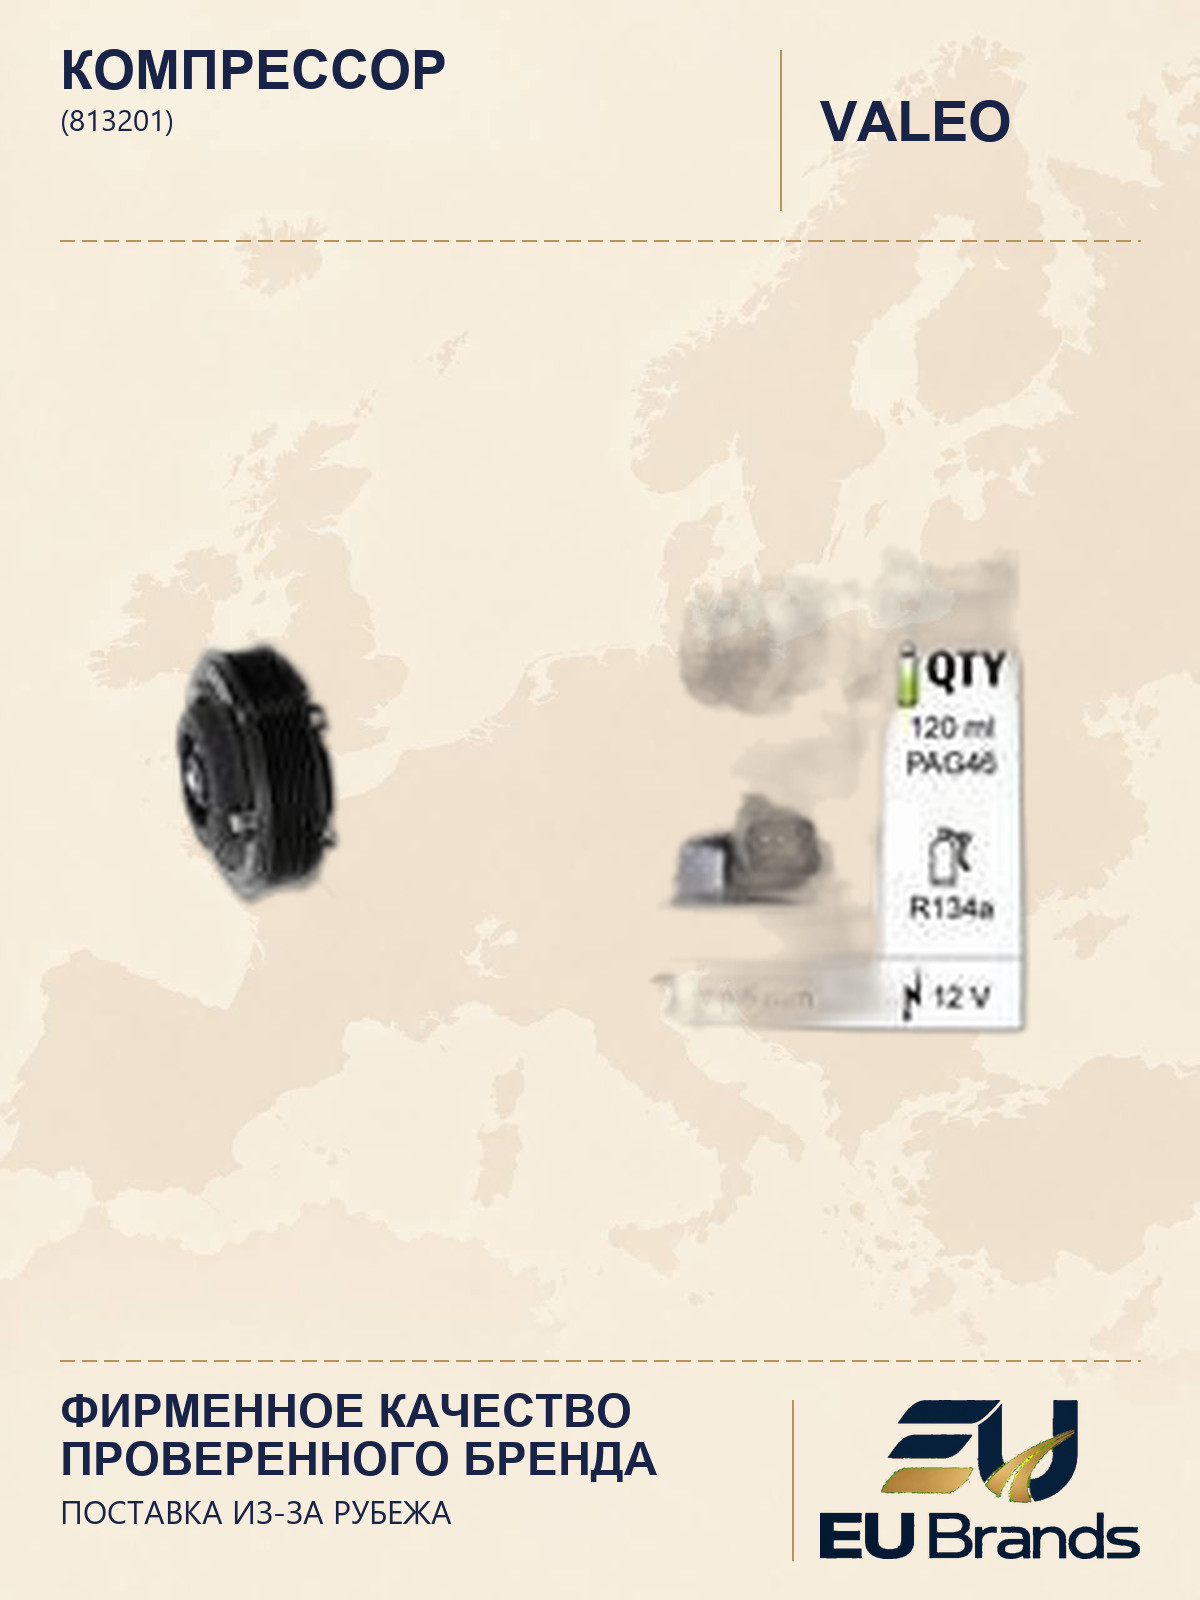 КОМПРЕССОР
(813201)
VALEO
QTY
120 ml
PAG46
R134a
12 V
ФИРМЕННОЕ КАЧЕСТВО
ПРОВЕРЕННОГО БРЕНДА
ПОСТАВКА ИЗ-ЗА РУБЕЖА
EU
EU Brands